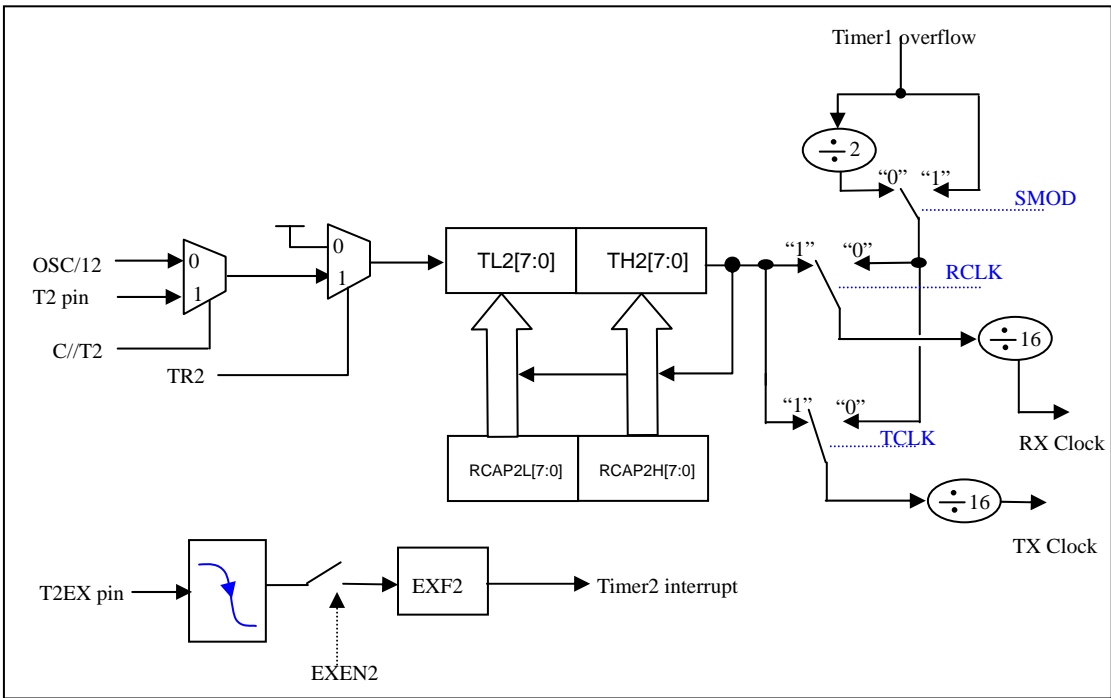 Timer1 overflow
÷ 2
“0” “1”
SMOD
0
OSC/12
0
TL2[7:0]
TH2[7:0]
“1”
“0”
RCLK
T2 pin
1
1
÷ 16
C//T2
TR2
“1”
“0”
TCLK
RX Clock
RCAP2L[7:0]
RCAP2H[7:0]
÷ 16
TX Clock
T2EX pin
EXF2
Timer2 interrupt
EXEN2